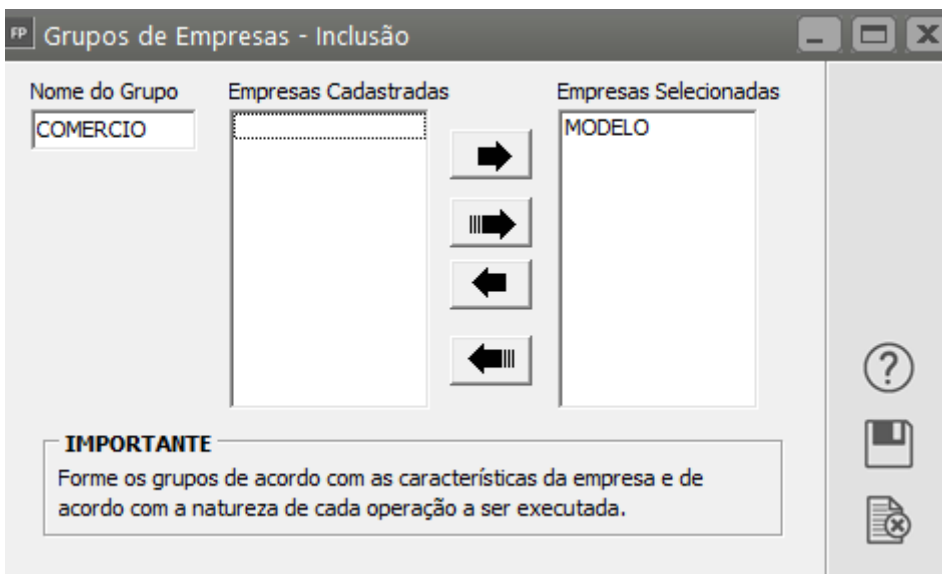 FP Grupos de Empresas - Inclusão
Nome do Grupo
Empresas Cadastradas
Empresas Selecionadas
COMERCIO
MODELO
IMPORTANTE
Forme os grupos de acordo com as características da empresa e de
acordo com a natureza de cada operação a ser executada.